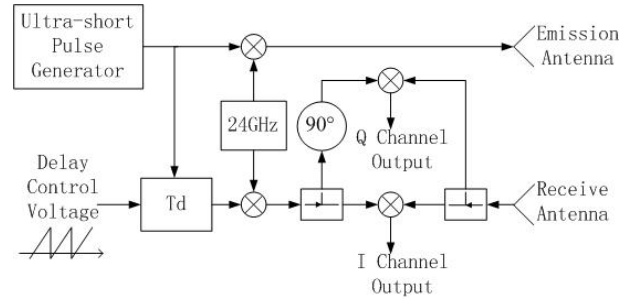 Ultra-short
Pulse
Generator
Emission
Antenna
24GHz
90°
Q Channel
Output
Delay
Control
Voltage
Td
Receive
Antenna
I Channel
Output